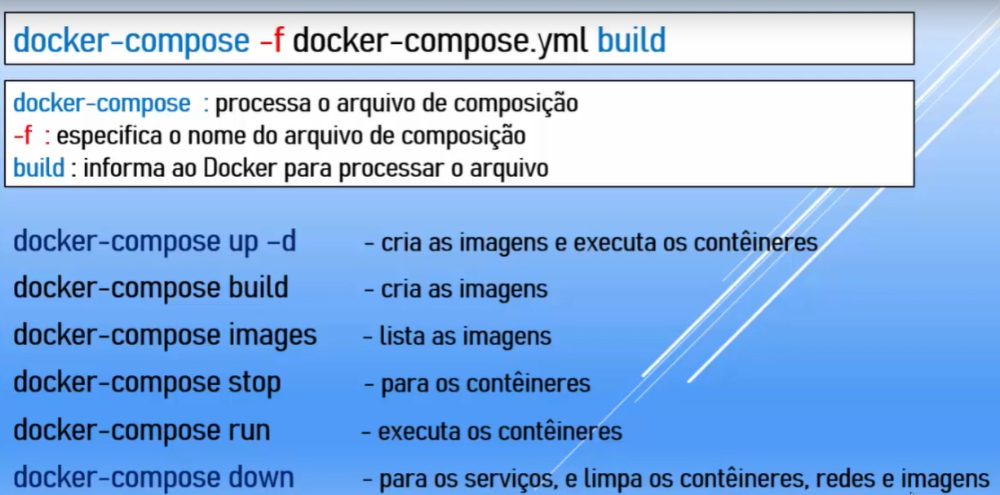 docker-compose -f docker-compose.yml build
docker-compose : processa o arquivo de composição
-f : especifica o nome do arquivo de composição
build : informa ao Docker para processar o arquivo
docker-compose up –d - cria as imagens e executa os contêineres
docker-compose build - cria as imagens
docker-compose images - lista as imagens
docker-compose stop - para os contêineres
docker-compose run - executa os contêineres
docker-compose down - para os serviços, e limpa os contêineres, redes e imagens